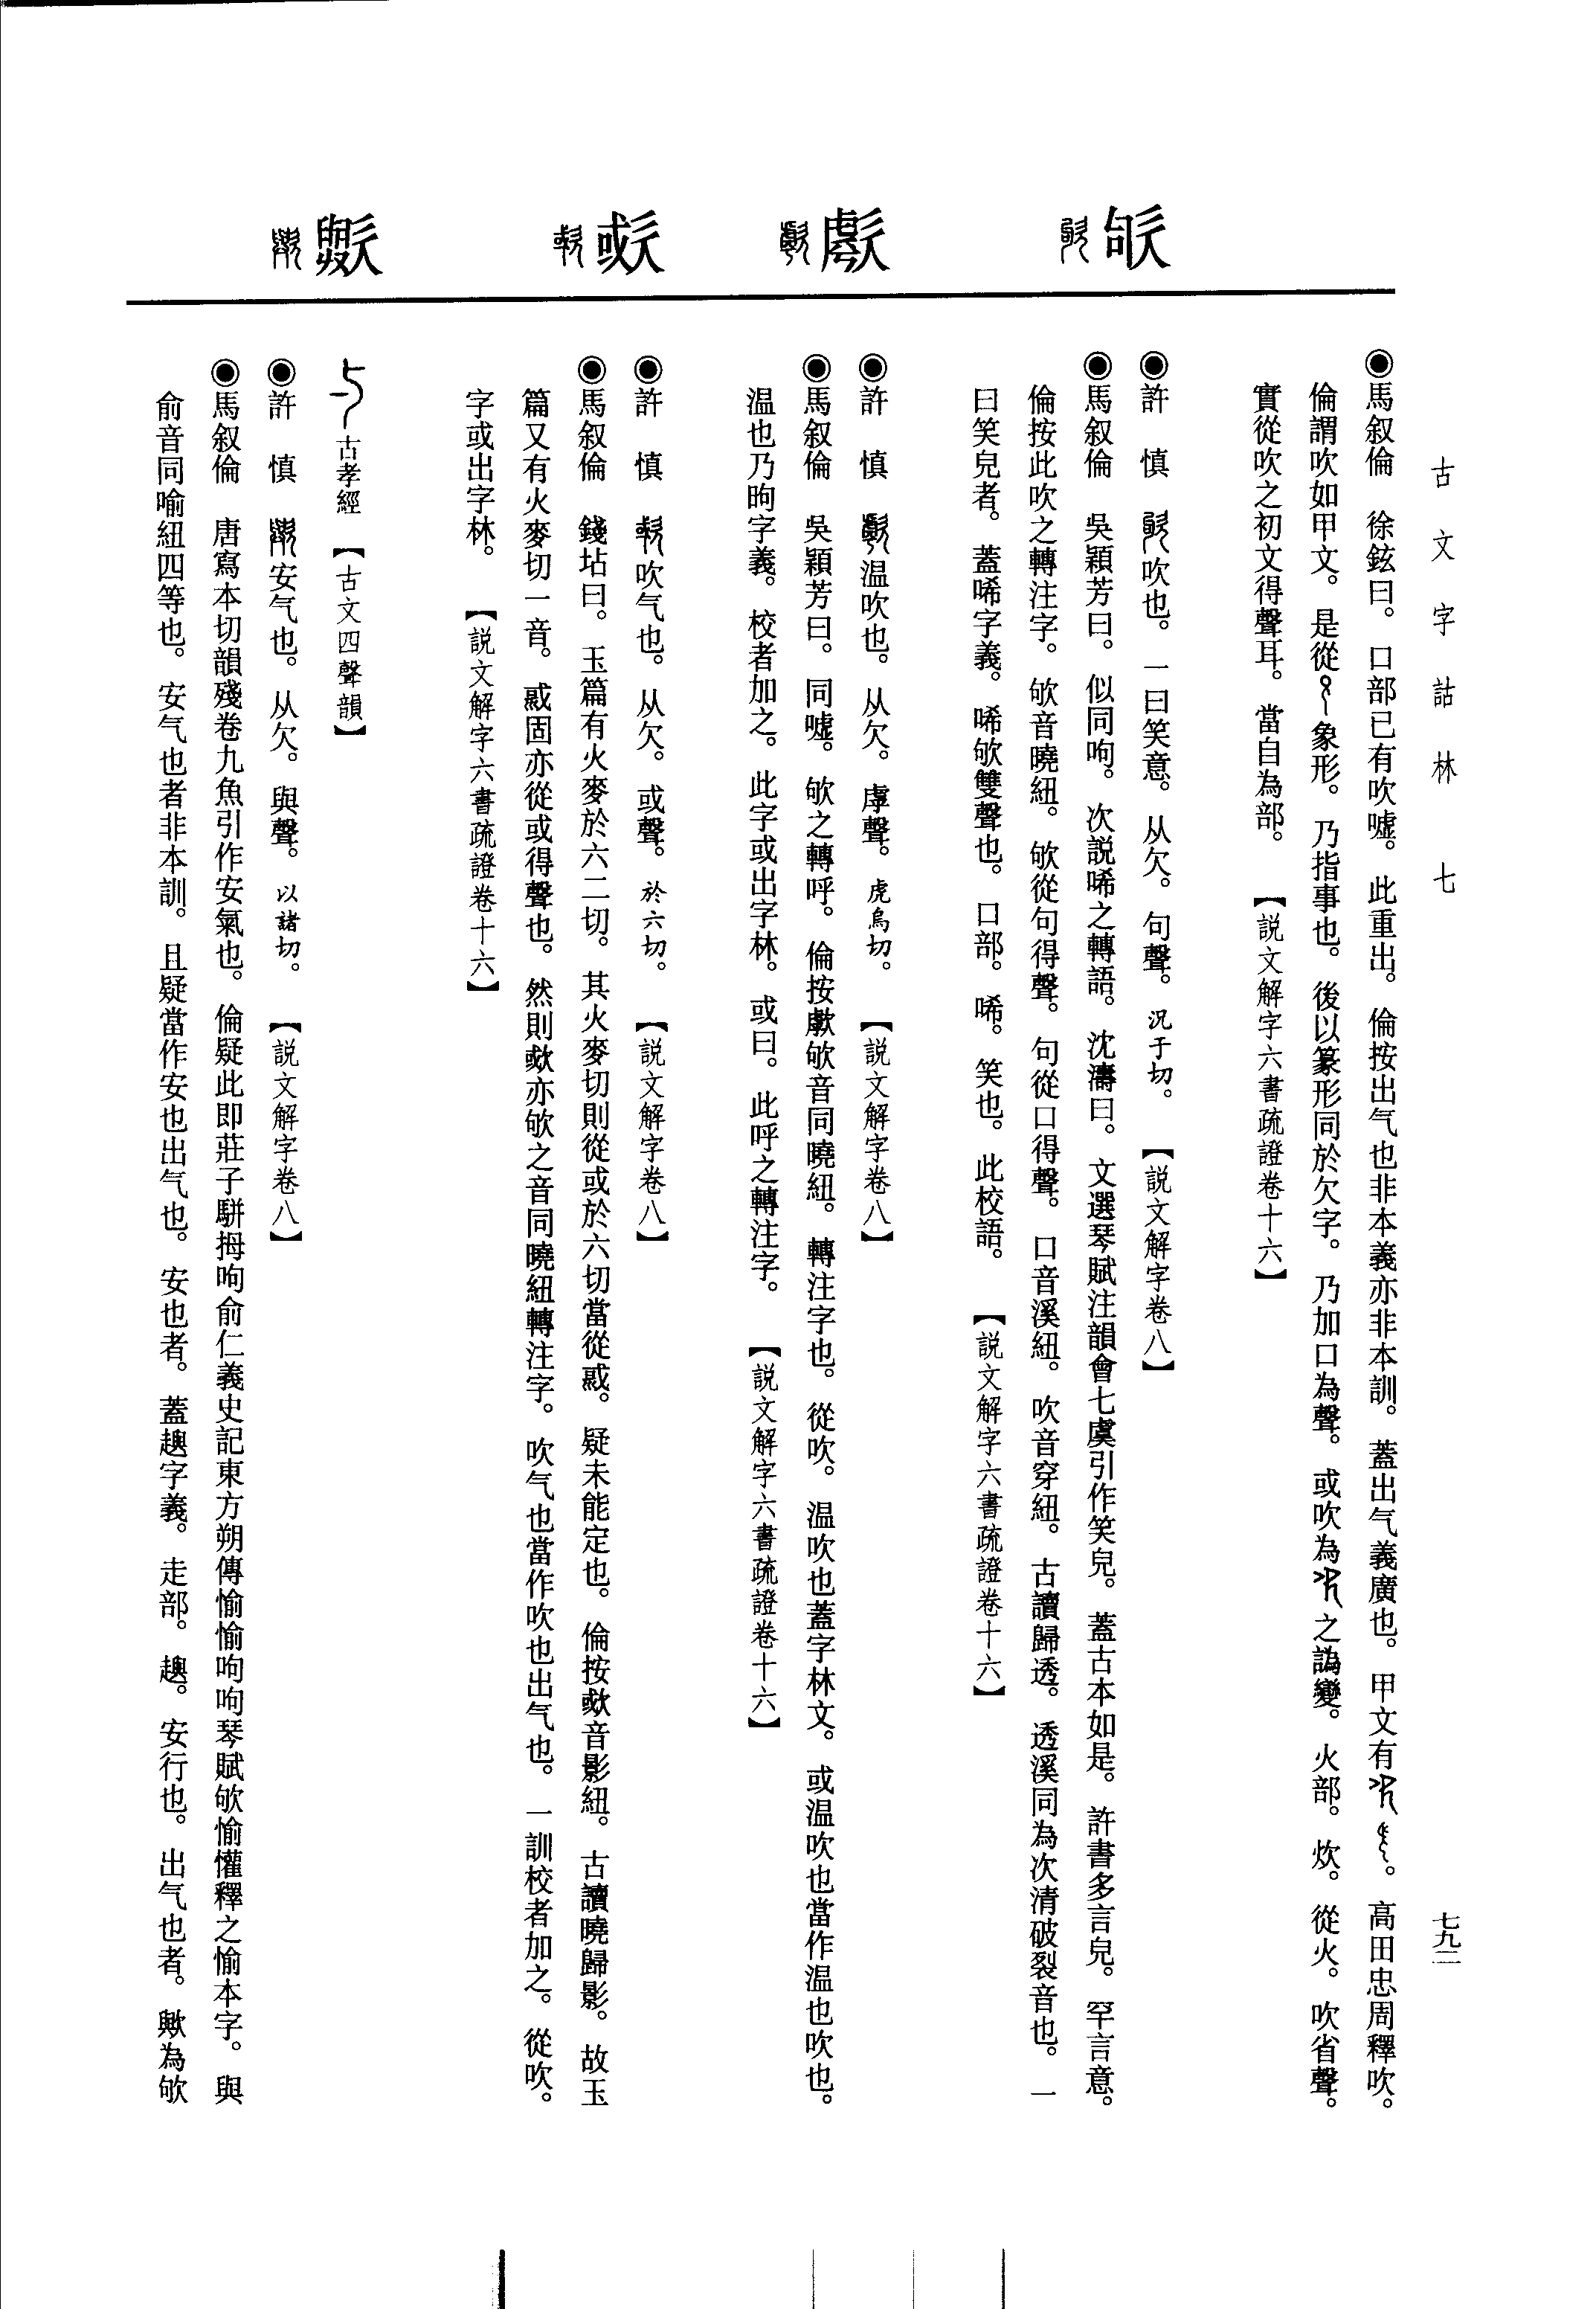 古文字詁林 七
七九二
◉馬叙倫 徐鉉曰。口部已有吹嘘。此重出。倫按出气也非本義亦非本訓。蓋出气義廣也。甲文有。高田忠周釋吹。
倫謂吹如甲文。是從象形。乃指事也。後以篆形同於欠字。乃加口為聲。或吹為之譌變。火部。炊。從火。吹省聲。
實從吹之初文得聲耳。當自為部。 【説文解字六書疏證卷十六】
欨
◉許 慎 吹也。一曰笑意。从欠。句聲。况于切。 【説文解字卷八】
◉馬叙倫 吳穎芳曰。似同呴。次説唏之轉語。沈濤曰。文選琴賦注韻會七虞引作笑皃。蓋古本如是。許書多言皃。罕言意。
倫按此吹之轉注字。欨音曉紐。欨從句得聲。句從口得聲。口音溪紐。吹音穿紐。古讀歸透。透溪同為次清破裂音也。一
曰笑皃者。蓋唏字義。唏欨雙聲也。口部。唏。笑也。此校語。 【説文解字六書疏證卷十六】
歑
◉許 慎 温吹也。从欠。虖聲。虎烏切。 【説文解字卷八】
◉馬叙倫 吳穎芳曰。同嘘。欨之轉呼。倫按歑欨音同曉紐。轉注字也。從吹。温吹也蓋字林文。或温吹也當作温也吹也。
温也乃昫字義。校者加之。此字或出字林。或曰。此呼之轉注字。 【説文解字六書疏證卷十六】
㰲
◉許 慎 吹气也。从欠。或聲。於六切。 【説文解字卷八】
◉馬叙倫 錢坫曰。玉篇有火麥於六二切。其火麥切則從或於六切當從惐。疑未能定也。倫按㰲音影紐。古讀曉歸影。故玉
篇又有火麥切一音。惐固亦從或得聲也。然則㰲亦欨之音同曉紐轉注字。吹气也當作吹也出气也。一訓校者加之。從吹。
字或出字林。 【説文解字六書疏證卷十六】
歟
古孝經 【古文四聲韻】
◉許 慎 安气也。从欠。與聲。以諸切。 【説文解字卷八】
◉馬叙倫 唐寫本切韻殘卷九魚引作安氣也。倫疑此即莊子駢拇呴俞仁義史記東方朔傳愉愉呴呴琴賦欨愉懽釋之愉本字。與
俞音同喻紐四等也。安气也者非本訓。且疑當作安也出气也。安也者。蓋趣字義。走部。趣。安行也。出气也者。歟為欨